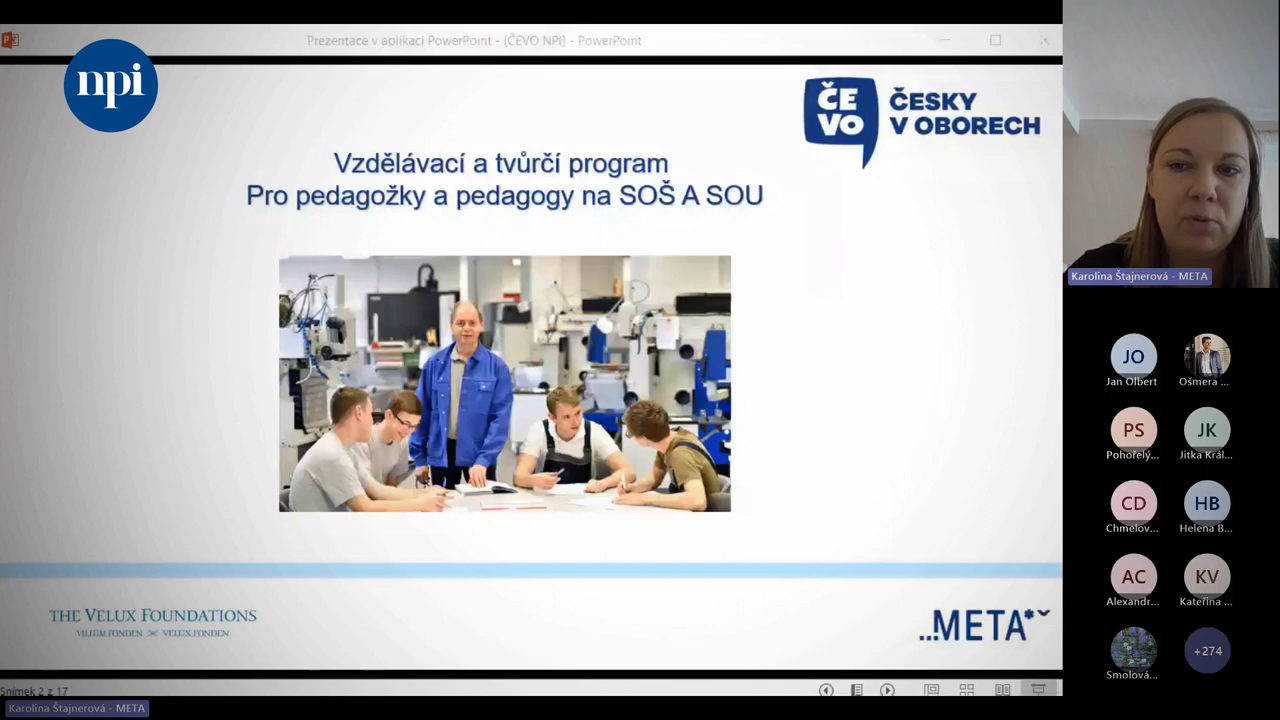 Prezentace v aplikaci PowerPoint - [ČEVO NPI] - PowerPoint
npi
ČE
VO
ČESKY
V OBORECH
Vzdělávací a tvůrčí program
Pro pedagožky a pedagogy na SOŠ A SOU
THE VELUX FOUNDATIONS
VILLUM FONDEN VELUX FONDEN
...META*ˇ
Snímek 2 z 17
Karolina Štajnerová - META
Karolina Štajnerová - META
JO
Jan Olbert
Ošmera ...
PS
Pohořelý...
JK
Jitka Král...
CD
Chmelov...
HB
Helena B...
AC
Alexandr...
KV
Kateřina ...
Smolová...
+274